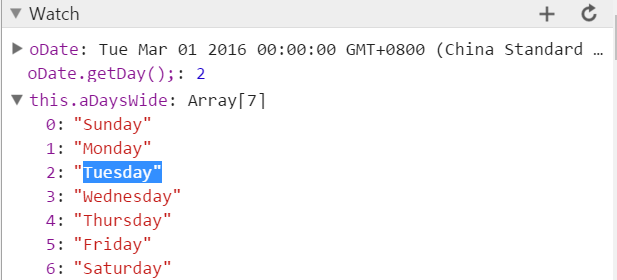 Watch
oDate: Tue Mar 01 2016 00:00:00 GMT+0800 (China Standard …
oDate.getDay();: 2
this.aDaysWide: Array[7]
0: "Sunday"
1: "Monday"
2: "Tuesday"
3: "Wednesday"
4: "Thursday"
5: "Friday"
6: "Saturday"